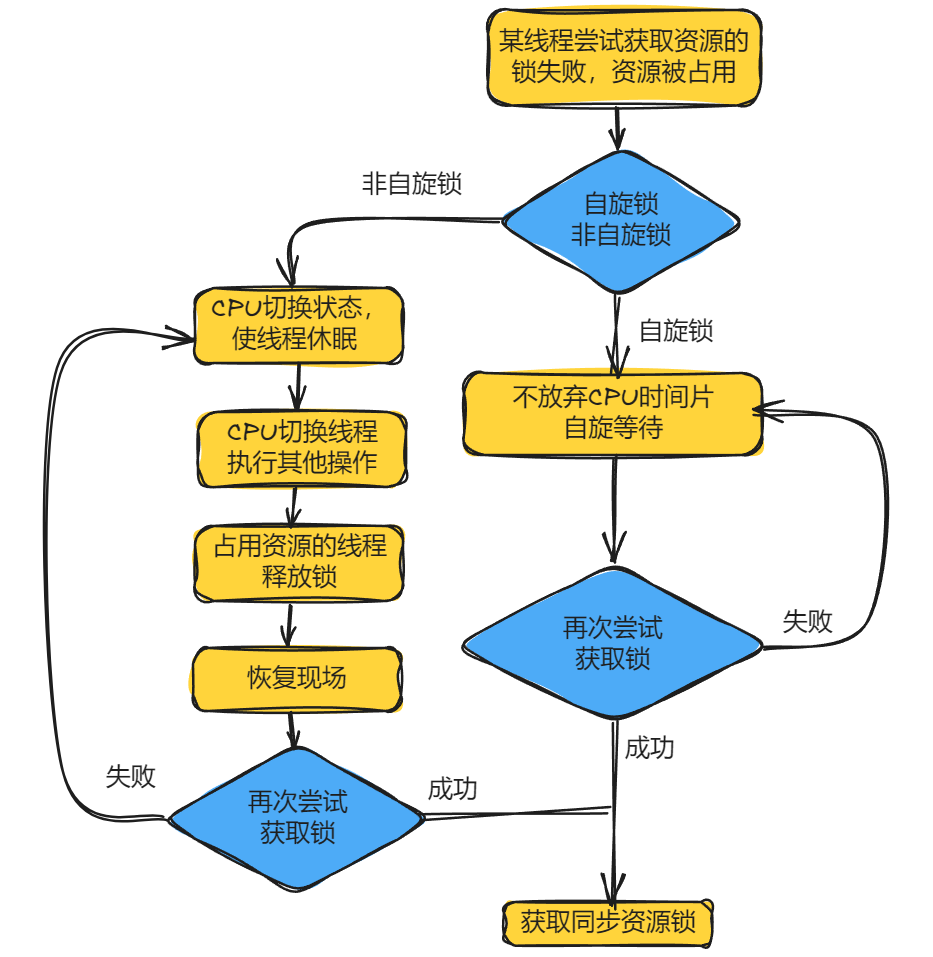 某线程尝试获取资源的
锁失败，资源被占用
非自旋锁
自旋锁
非自旋锁
CPU切换状态，
使线程休眠
自旋锁
不放弃CPU时间片
自旋等待
CPU切换线程
执行其他操作
占用资源的线程
释放锁
再次尝试
获取锁
失败
恢复现场
成功
失败
再次尝试
获取锁
成功
获取同步资源锁